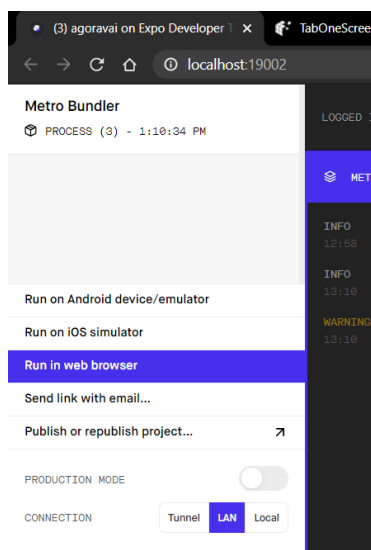 (3) agoravai on Expo Developer T
TabOneScree
localhost:19002
Metro Bundler
PROCESS (3) - 1:10:34 PM
LOGGED
MET
INFO
12:58
INFO
13:10
WARNING
13:10
Run on Android device/emulator
Run on iOS simulator
Run in web browser
Send link with email...
Publish or republish project...
PRODUCTION MODE
CONNECTION Tunnel LAN Local